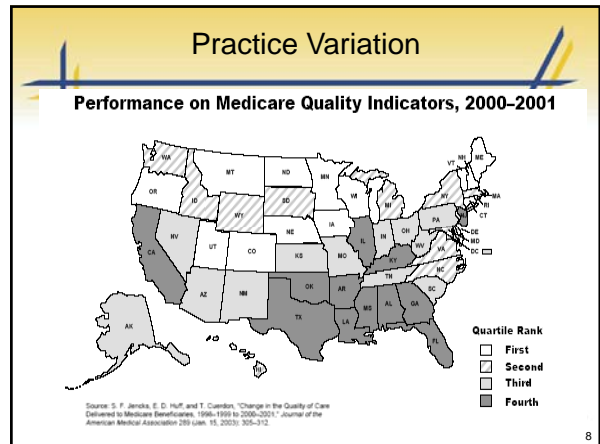 Practice Variation
Performance on Medicare Quality Indicators, 2000–2001
WA
MT
ND
MN
VT
NH
ME
OR
ID
WY
SD
WI
MI
NY
MA
RI
CT
NV
UT
CO
NE
IA
IL
IN
OH
PA
NJ
DE
MD
DC
CA
KS
MO
KY
WV
VA
NC
TN
SC
AZ
NM
OK
AR
TX
LA
MS
AL
GA
FL
AK
HI
Quartile Rank
First
Second
Third
Fourth
Source: S. F. Jencks, E. D. Huff, and T. Cuerdon, "Change in the Quality of Care
Delivered to Medicare Beneficiaries, 1998–1999 to 2000–2001," Journal of the
American Medical Association 289 (Jan. 15, 2003): 305–312.
8